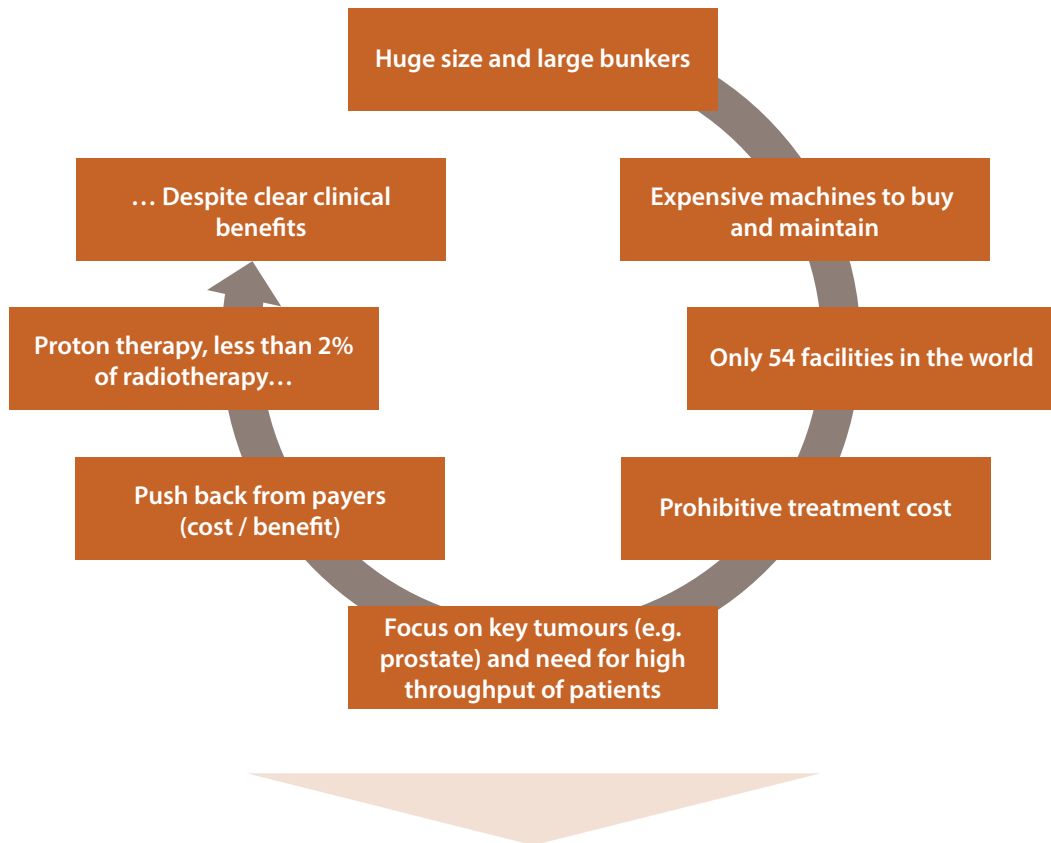 Huge size and large bunkers
Expensive machines to buy
and maintain
Only 54 facilities in the world
Prohibitive treatment cost
Focus on key tumours (e.g.
prostate) and need for high
throughput of patients
Push back from payers
(cost / benefit)
Proton therapy, less than 2%
of radiotherapy…
… Despite clear clinical
benefits